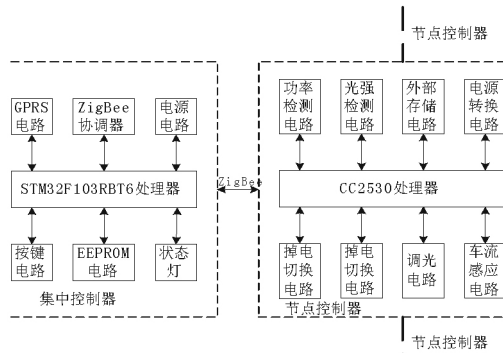 节点控制器
GPRS
电路
ZigBee
协调器
电源
电路
功率
检测
电路
光强
检测
电路
外部
存储
电路
电源
转换
电路
STM32F103RBT6处理器
ZigBee
CC2530处理器
按键
电路
EEPROM
电路
状态
灯
掉电
切换
电路
掉电
切换
电路
调光
电路
车流
感应
电路
集中控制器
节点控制器
节点控制器